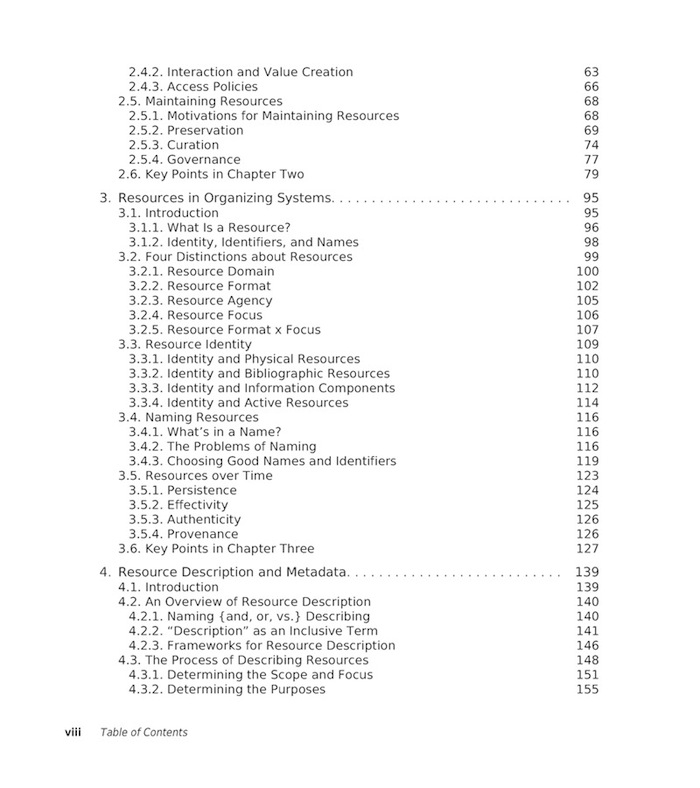 2.4.2. Interaction and Value Creation 63
2.4.3. Access Policies 66
2.5. Maintaining Resources 68
2.5.1. Motivations for Maintaining Resources 68
2.5.2. Preservation 69
2.5.3. Curation 74
2.5.4. Governance 77
2.6. Key Points in Chapter Two 79
3. Resources in Organizing Systems. . . . . . . . . . . . . . . . . . . . . . . . . . . . . . 95
3.1. Introduction 95
3.1.1. What Is a Resource? 96
3.1.2. Identity, Identifiers, and Names 98
3.2. Four Distinctions about Resources 99
3.2.1. Resource Domain 100
3.2.2. Resource Format 102
3.2.3. Resource Agency 105
3.2.4. Resource Focus 106
3.2.5. Resource Format x Focus 107
3.3. Resource Identity 109
3.3.1. Identity and Physical Resources 110
3.3.2. Identity and Bibliographic Resources 110
3.3.3. Identity and Information Components 112
3.3.4. Identity and Active Resources 114
3.4. Naming Resources 116
3.4.1. What’s in a Name? 116
3.4.2. The Problems of Naming 116
3.4.3. Choosing Good Names and Identifiers 119
3.5. Resources over Time 123
3.5.1. Persistence 124
3.5.2. Effectivity 125
3.5.3. Authenticity 126
3.5.4. Provenance 126
3.6. Key Points in Chapter Three 127
4. Resource Description and Metadata. . . . . . . . . . . . . . . . . . . . . . . . . . . 139
4.1. Introduction 139
4.2. An Overview of Resource Description 140
4.2.1. Naming {and, or, vs.} Describing 140
4.2.2. “Description” as an Inclusive Term 141
4.2.3. Frameworks for Resource Description 146
4.3. The Process of Describing Resources 148
4.3.1. Determining the Scope and Focus 151
4.3.2. Determining the Purposes 155
viii Table of Contents